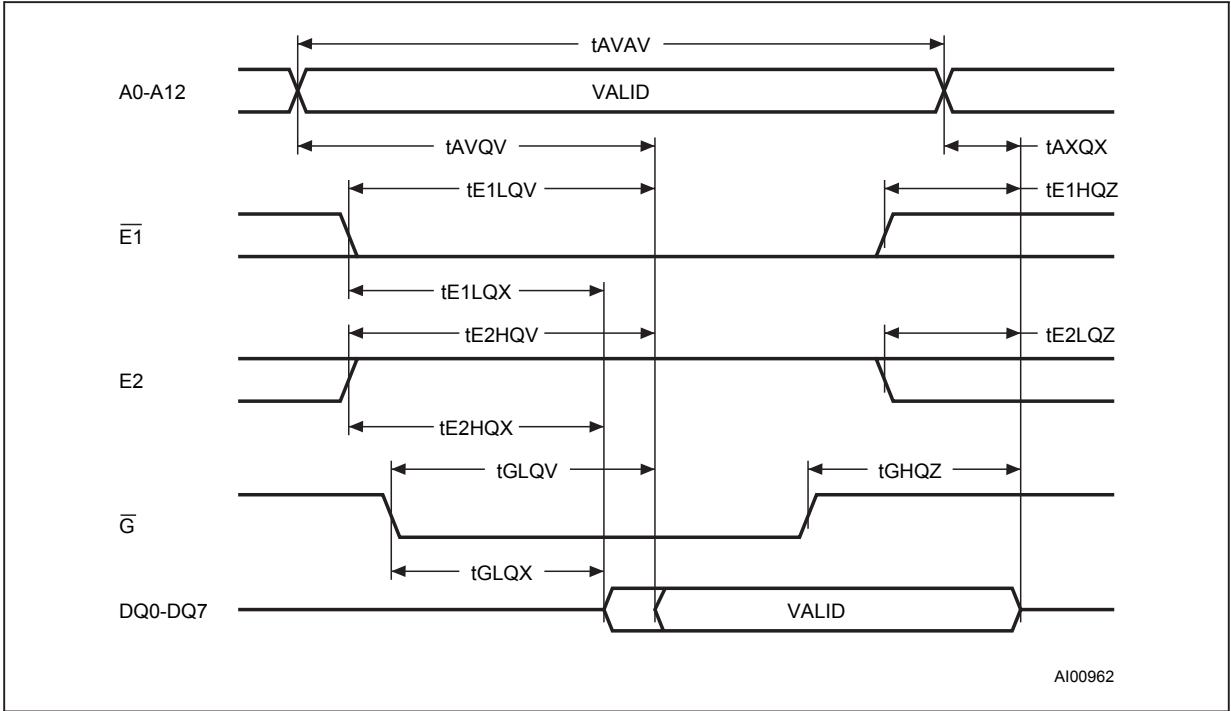 tAVAV
A0-A12 VALID
tAVQV tAXQX
tE1LQV tE1HQZ
E1
tE1LQX
tE2HQV tE2LQZ
E2
tE2HQX
tGLQV tGHQZ
G
tGLQX
DQ0-DQ7 VALID
AI00962